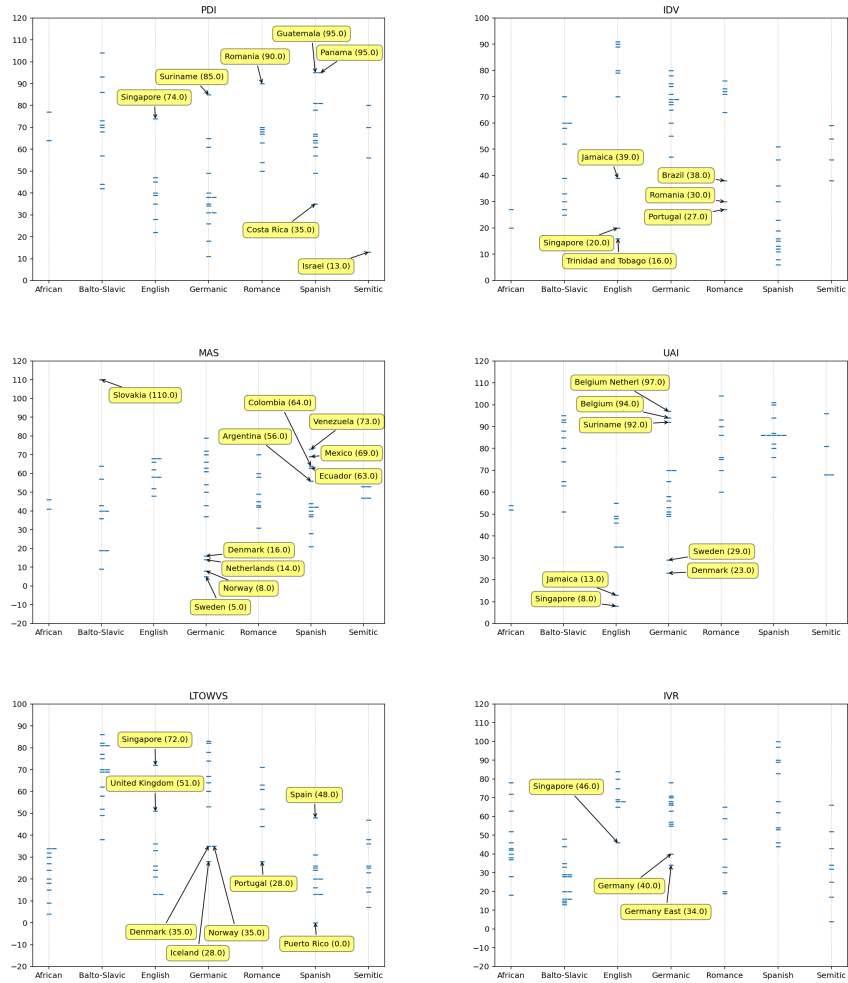 PDI
120
110
100
90
80
70
60
50
40
30
20
10
0
Guatemala (95.0)
Panama (95.0)
Romania (90.0)
Suriname (85.0)
Singapore (74.0)
Costa Rica (35.0)
Israel (13.0)
African Balto-Slavic English Germanic Romance Spanish Semitic
IDV
100
90
80
70
60
50
40
30
20
10
0
Jamaica (39.0)
Brazil (38.0)
Romania (30.0)
Portugal (27.0)
Singapore (20.0)
Trinidad and Tobago (16.0)
African Balto-Slavic English Germanic Romance Spanish Semitic
MAS
120
110
100
90
80
70
60
50
40
30
20
10
0
−10
−20
Slovakia (110.0)
Colombia (64.0)
Venezuela (73.0)
Argentina (56.0)
Mexico (69.0)
Ecuador (63.0)
Denmark (16.0)
Netherlands (14.0)
Norway (8.0)
Sweden (5.0)
African Balto-Slavic English Germanic Romance Spanish Semitic
UAI
120
110
100
90
80
70
60
50
40
30
20
10
0
Belgium Netherl (97.0)
Belgium (94.0)
Suriname (92.0)
Sweden (29.0)
Denmark (23.0)
Jamaica (13.0)
Singapore (8.0)
African Balto-Slavic English Germanic Romance Spanish Semitic
LTOWVS
100
90
80
70
60
50
40
30
20
10
0
−10
−20
Singapore (72.0)
United Kingdom (51.0)
Spain (48.0)
Portugal (28.0)
Denmark (35.0)
Norway (35.0)
Puerto Rico (0.0)
Iceland (28.0)
African Balto-Slavic English Germanic Romance Spanish Semitic
IVR
120
110
100
90
80
70
60
50
40
30
20
10
0
−10
−20
Singapore (46.0)
Germany (40.0)
Germany East (34.0)
African Balto-Slavic English Germanic Romance Spanish Semitic